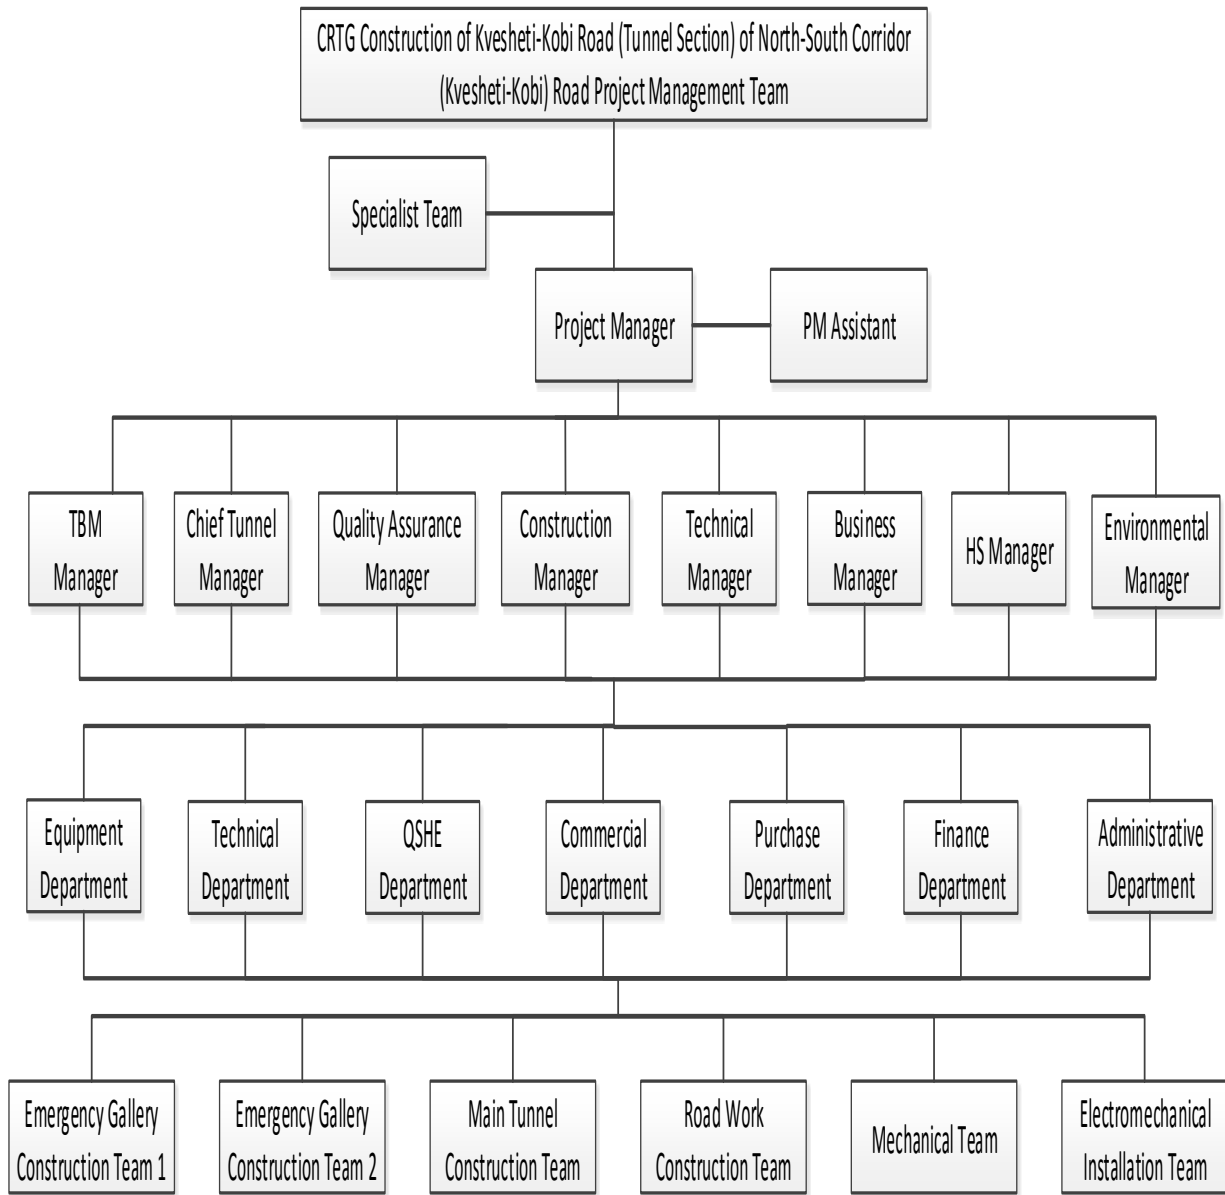 CRTG Construction of Kvesheti-Kobi Road (Tunnel Section) of North-South Corridor
(Kvesheti-Kobi) Road Project Management Team
Specialist Team
Project Manager
PM Assistant
TBM
Manager
Chief Tunnel
Manager
Quality Assurance
Manager
Construction
Manager
Technical
Manager
Business
Manager
HS Manager
Environmental
Manager
Equipment
Department
Technical
Department
QSHE
Department
Commercial
Department
Purchase
Department
Finance
Department
Administrative
Department
Emergency Gallery
Construction Team 1
Emergency Gallery
Construction Team 2
Main Tunnel
Construction Team
Road Work
Construction Team
Mechanical Team
Electromechanical
Installation Team